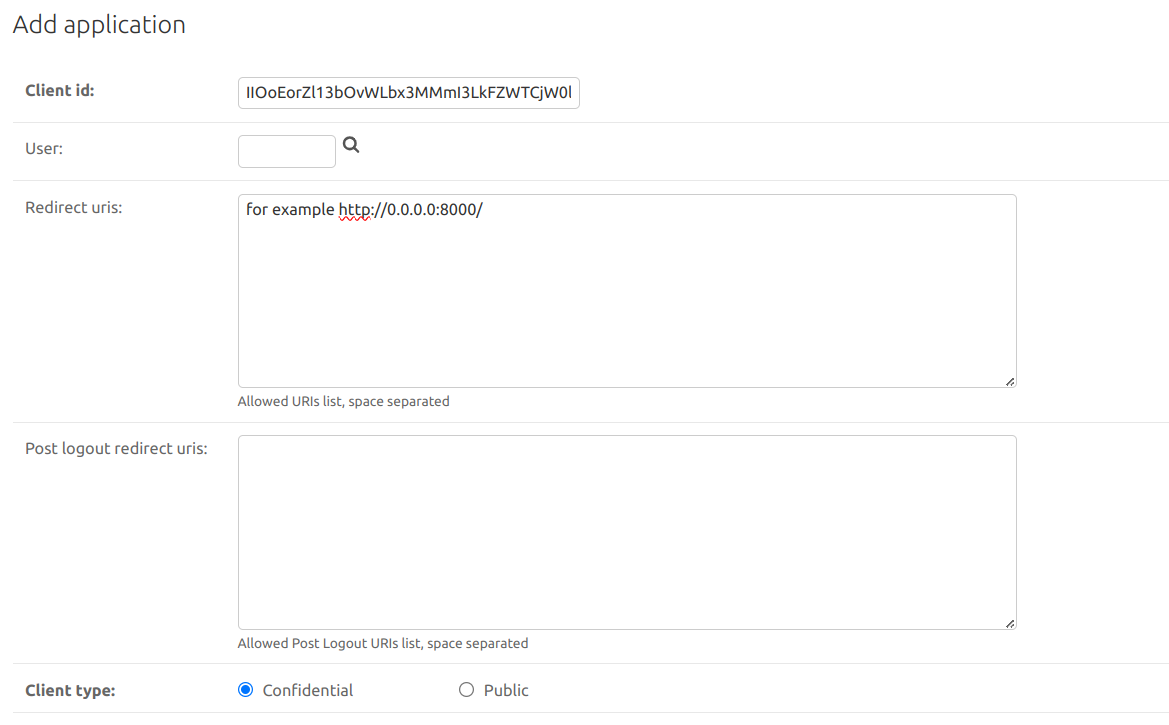 Add application
Client id:
IIOoEorZl13bOvWLbx3MMmI3LkFZWTCjW0l
User:
Redirect uris:
for example http://0.0.0.0:8000/
Allowed URIs list, space separated
Post logout redirect uris:
Allowed Post Logout URIs list, space separated
Client type:
Confidential
Public